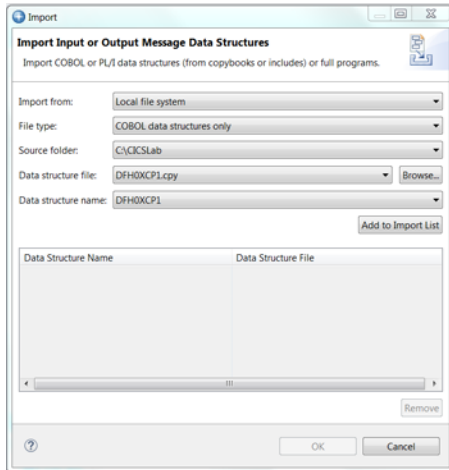 Import
Import Input or Output Message Data Structures
Import COBOL or PL/I data structures (from copybooks or includes) or full programs.
Import from: Local file system
File type: COBOL data structures only
Source folder: C:\CICSLab
Data structure file: DFH0XCP1.cpy Browse...
Data structure name: DFH0XCP1
Add to Import List
Data Structure Name Data Structure File
Remove
OK Cancel